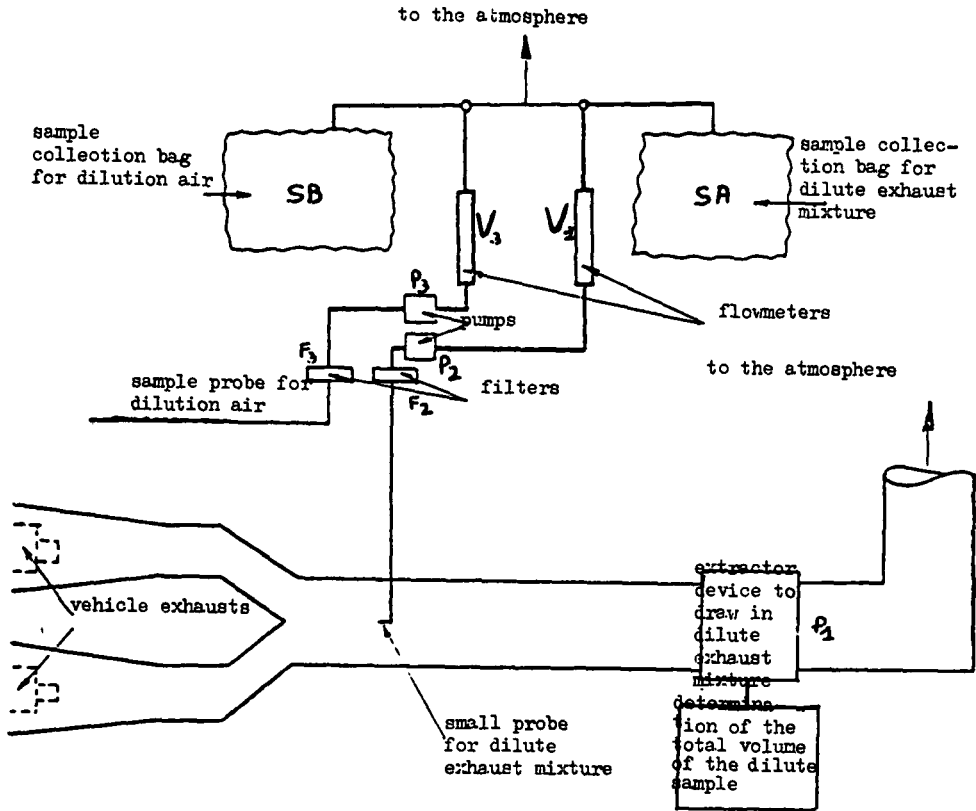 to the atmosphere
sample
collection bag
for dilution air
SB
sample collec-
tion bag for
dilute exhaust
mixture
SA
V3
V2
P3
pumps
P2
flowmeters
F3
sample probe for
dilution air
filters
F2
to the atmosphere
vehicle exhausts
extractor
device to
draw in
dilute
exhaust
mixture
P1
determina
tion of the
total volume
of the dilute
sample
small probe
for dilute
exhaust mixture